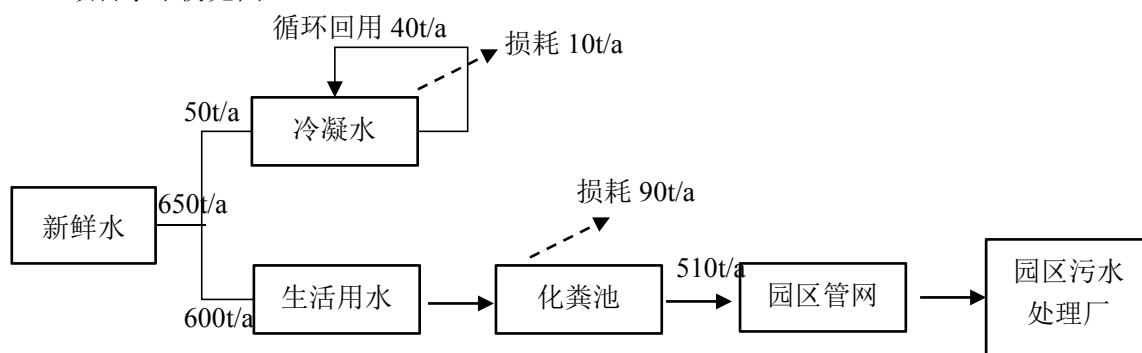 循环回用 40t/a
损耗 10t/a
50t/a
冷凝水
损耗 90t/a
650t/a
新鲜水
510t/a
园区污水
处理厂
生活用水
化粪池
园区管网
600t/a